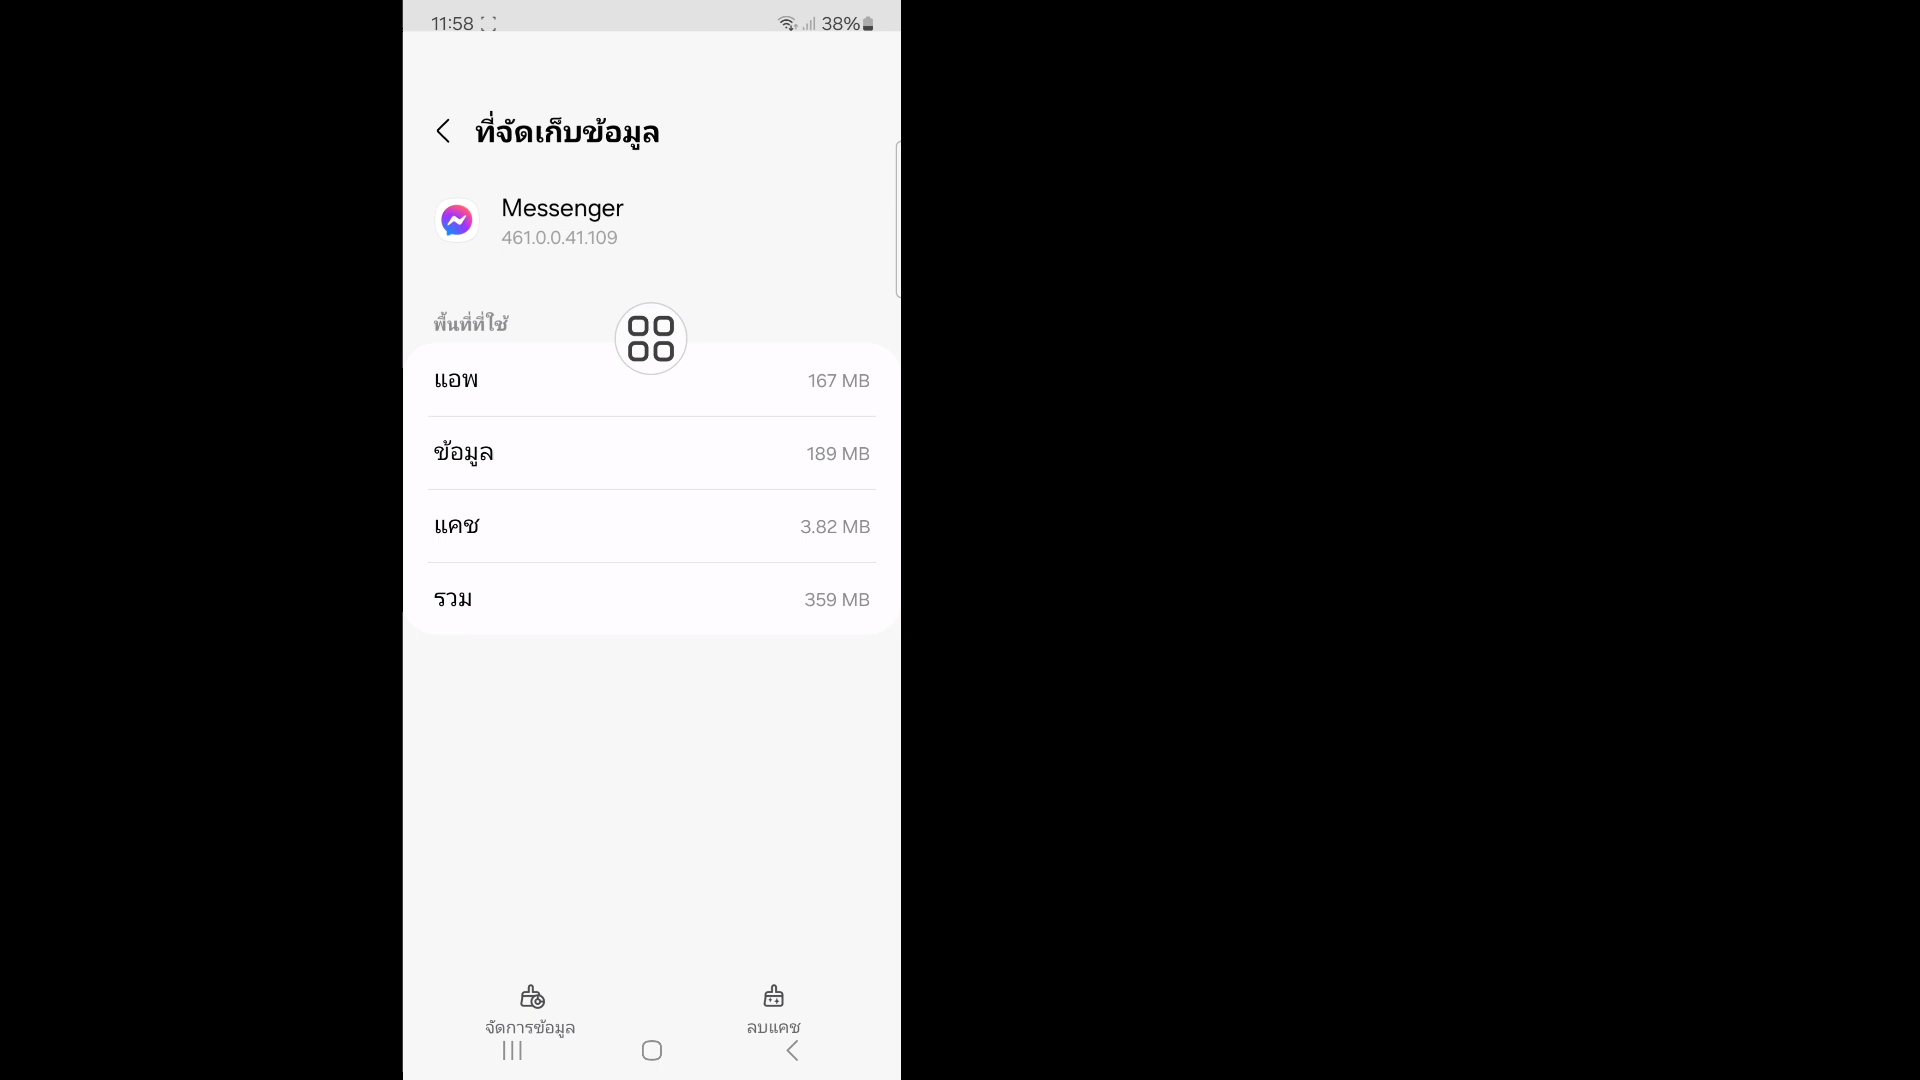 11:58 38%
ที่จัดเก็บข้อมูล
Messenger
461.0.0.41.109
พื้นที่ที่ใช้
แอพ 167 MB
ข้อมูล 189 MB
แคช 3.82 MB
รวม 359 MB
จัดการข้อมูล ลบแคช